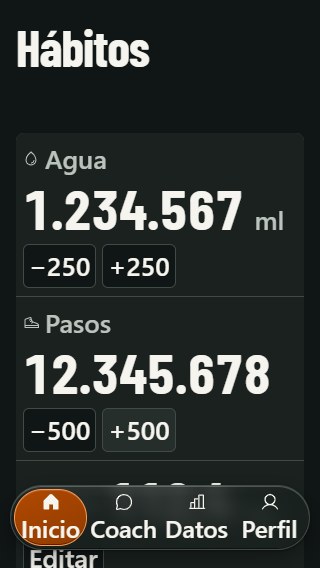 Hábitos
Agua
1.234.567 ml
−250 +250
Pasos
12.345.678
−500 +500
Inicio Coach Datos Perfil
Editar